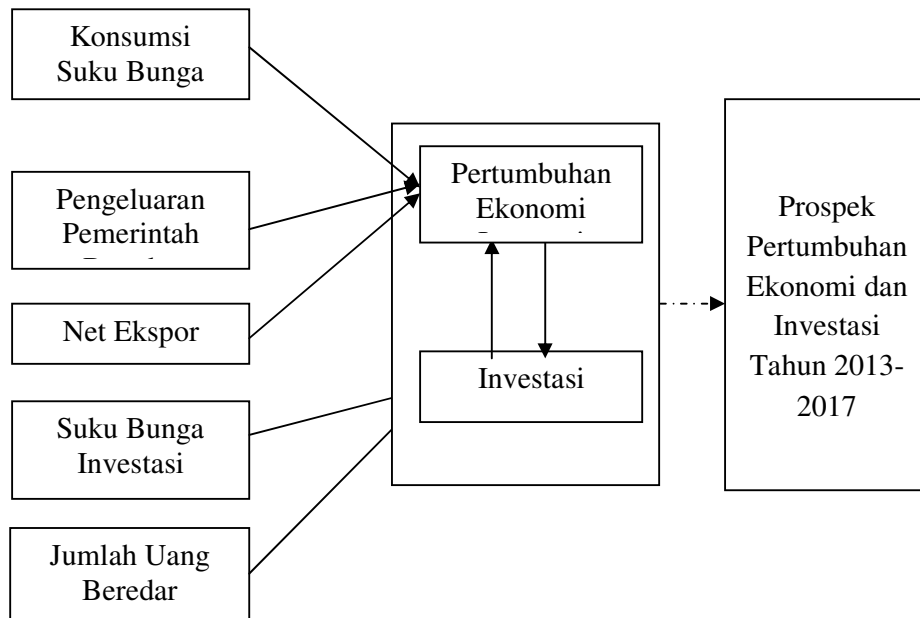 Konsumsi
Suku Bunga
Pengeluaran
Pemerintah
Net Ekspor
Suku Bunga
Investasi
Jumlah Uang
Beredar
Pertumbuhan
Ekonomi
Investasi
Prospek
Pertumbuhan
Ekonomi dan
Investasi
Tahun 2013-
2017